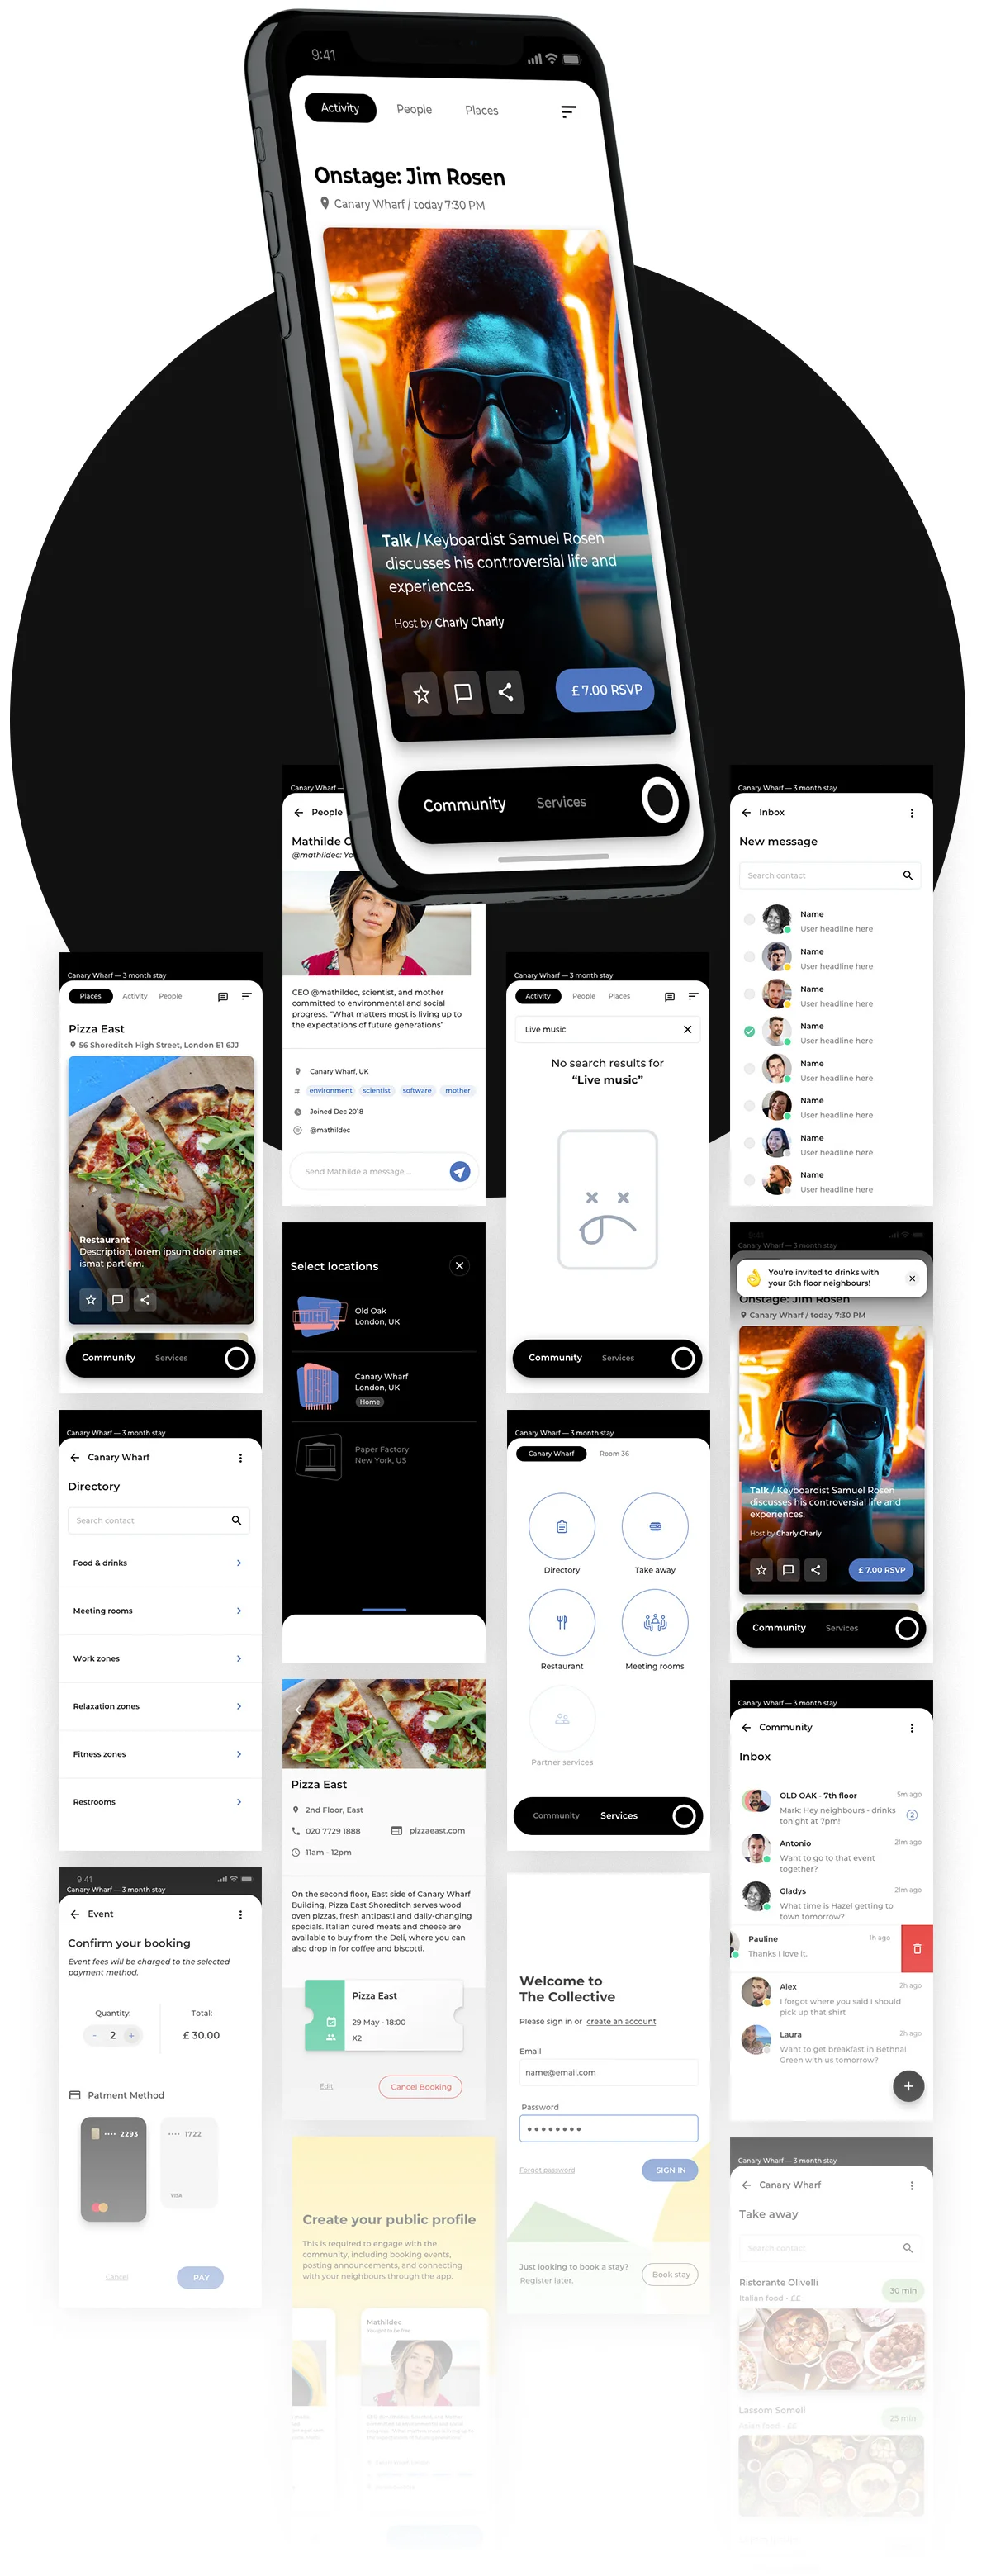 9:41
Activity People Places
Onstage: Jim Rosen
Canary Wharf / today 7:30 PM
Talk / Keyboardist Samuel Rosen
discusses his controversial life and
experiences.
Host by Charly Charly
£ 7.00 RSVP
Community Services
Canary Wharf —
People
Mathilde
@mathildec:
CEO @mathildec, scientist, and mother
committed to environmental and social
progress. “What matters most is living up to
the expectations of future generations”
Canary Wharf, UK
# environment scientist software mother
Joined Dec 2018
@mathildec
Send Mathilde a message ...
Canary Wharf — 3 month stay
Inbox
New message
Search contact
Name
User headline here
Name
User headline here
Name
User headline here
Name
User headline here
Name
User headline here
Name
User headline here
Name
User headline here
Name
User headline here
Canary Wharf — 3 month stay
Places Activity People
Pizza East
56 Shoreditch High Street, London E1 6JJ
Restaurant
Description, lorem ipsum dolor amet
ismat partlem.
Community Services
Canary Wharf — 3 month stay
Activity People Places
Live music
No search results for
“Live music”
Community Services
Select locations
Old Oak
London, UK
Canary Wharf
London, UK
Home
Paper Factory
New York, US
9:41
Canary Wharf — 3 month stay
You're invited to drinks with
your 6th floor neighbours!
Onstage: Jim Rosen
Canary Wharf / today 7:30 PM
Talk / Keyboardist Samuel Rosen
discusses his controversial life and
experiences.
Host by Charly Charly
£ 7.00 RSVP
Community Services
Canary Wharf — 3 month stay
Canary Wharf
Directory
Search contact
Food & drinks
Meeting rooms
Work zones
Relaxation zones
Fitness zones
Restrooms
Canary Wharf — 3 month stay
Canary Wharf Room 36
Directory Take away
Restaurant Meeting rooms
Partner services
Community Services
Pizza East
2nd Floor, East
020 7729 1888 pizzaeast.com
11am - 12pm
On the second floor, East side of Canary Wharf
Building, Pizza East Shoreditch serves wood
oven pizzas, fresh antipasti and daily-changing
specials. Italian cured meats and cheese are
available to buy from the Deli, where you can
also drop in for coffee and biscotti.
Pizza East
29 May - 18:00
X2
Edit Cancel Booking
Canary Wharf — 3 month stay
Community
Inbox
OLD OAK - 7th floor 5m ago
Mark: Hey neighbours - drinks
tonight at 7pm! 2
Antonio 21m ago
Want to go to that event
together?
Gladys 21m ago
What time is Hazel getting to
town tomorrow?
Pauline 1h ago
Thanks I love it.
Alex 2h ago
I forgot where you said I should
pick up that shirt
Laura 2h ago
Want to get breakfast in Bethnal
Green with us tomorrow?
9:41
Canary Wharf — 3 month stay
Event
Confirm your booking
Event fees will be charged to the selected
payment method.
Quantity: Total:
- 2 + £ 30.00
Patment Method
•••• 2293 •••• 1722
VISA
Cancel PAY
Welcome to
The Collective
Please sign in or create an account
Email
name@email.com
Password
Forgot password SIGN IN
Just looking to book a stay?
Register later.
Book stay
Create your public profile
This is required to engage with the
community, including booking events,
posting announcements, and connecting
with your neighbours through the app.
Mathildec
Canary Wharf — 3 month stay
Canary Wharf
Take away
Search contact
Ristorante Olivelli
Italian food - ££
30 min
Lassom Someli
Asian food - ££
25 min